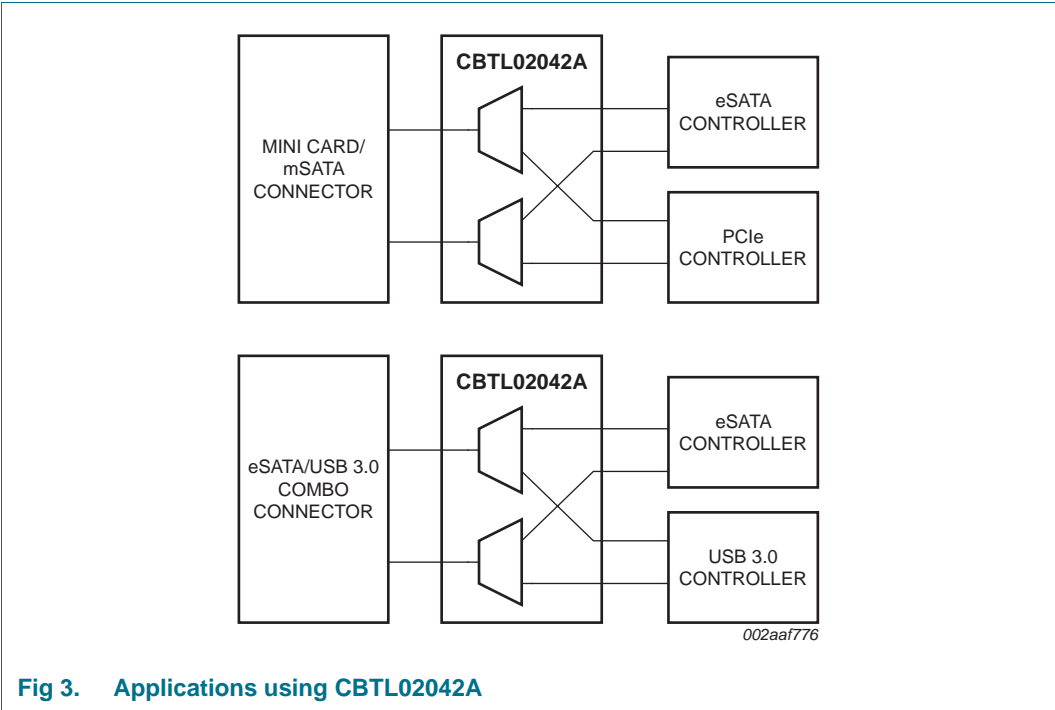 CBTL02042A
MINI CARD/
mSATA
CONNECTOR
eSATA
CONTROLLER
PCIe
CONTROLLER
CBTL02042A
eSATA/USB 3.0
COMBO
CONNECTOR
eSATA
CONTROLLER
USB 3.0
CONTROLLER
002aaf776
Fig 3. Applications using CBTL02042A